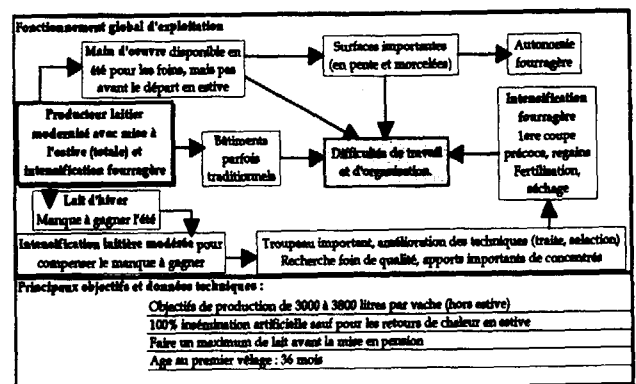 Fonctionnement global d'exploitation
Main d'oeuvre disponible en
été pour les foins, mais pas
avant le départ en estive
Surfaces importantes
(en pente et morcelées)
Autonomie
fourragère
Producteur laitier
modernisé avec mise à
l'estive (totale) et
intensification fourragère
Bâtiments
parfois
traditionnels
Difficultés de travail
et d'organisation.
Intensification
fourragère
1ere coupe
précoce, regains
Fertilisation,
séchage
Lait d'hiver
Manque à gagner l'été
Intensification laitière modérée pour
compenser le manque à gagner
Troupeau important, amélioration des techniques (traite, selection)
Recherche foin de qualité, apports importants de concentrés
Principaux objectifs et données techniques :
Objectifs de production de 3000 à 3800 litres par vache (hors estive)
100% insémination artificielle sauf pour les retours de chaleur en estive
Faire un maximum de lait avant la mise en pension
Age au premier vêlage : 36 mois